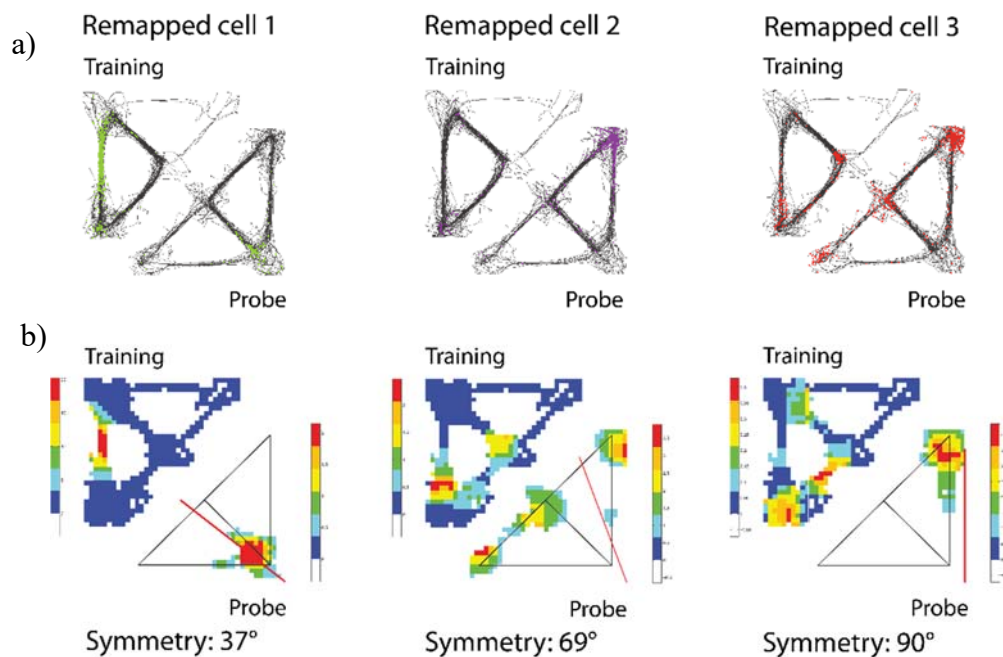 Remapped cell 1
Remapped cell 2
Remapped cell 3
a)
Training
Training
Training
Probe
Probe
Probe
b)
Training
Training
Training
Probe
Probe
Probe
Symmetry: 37°
Symmetry: 69°
Symmetry: 90°